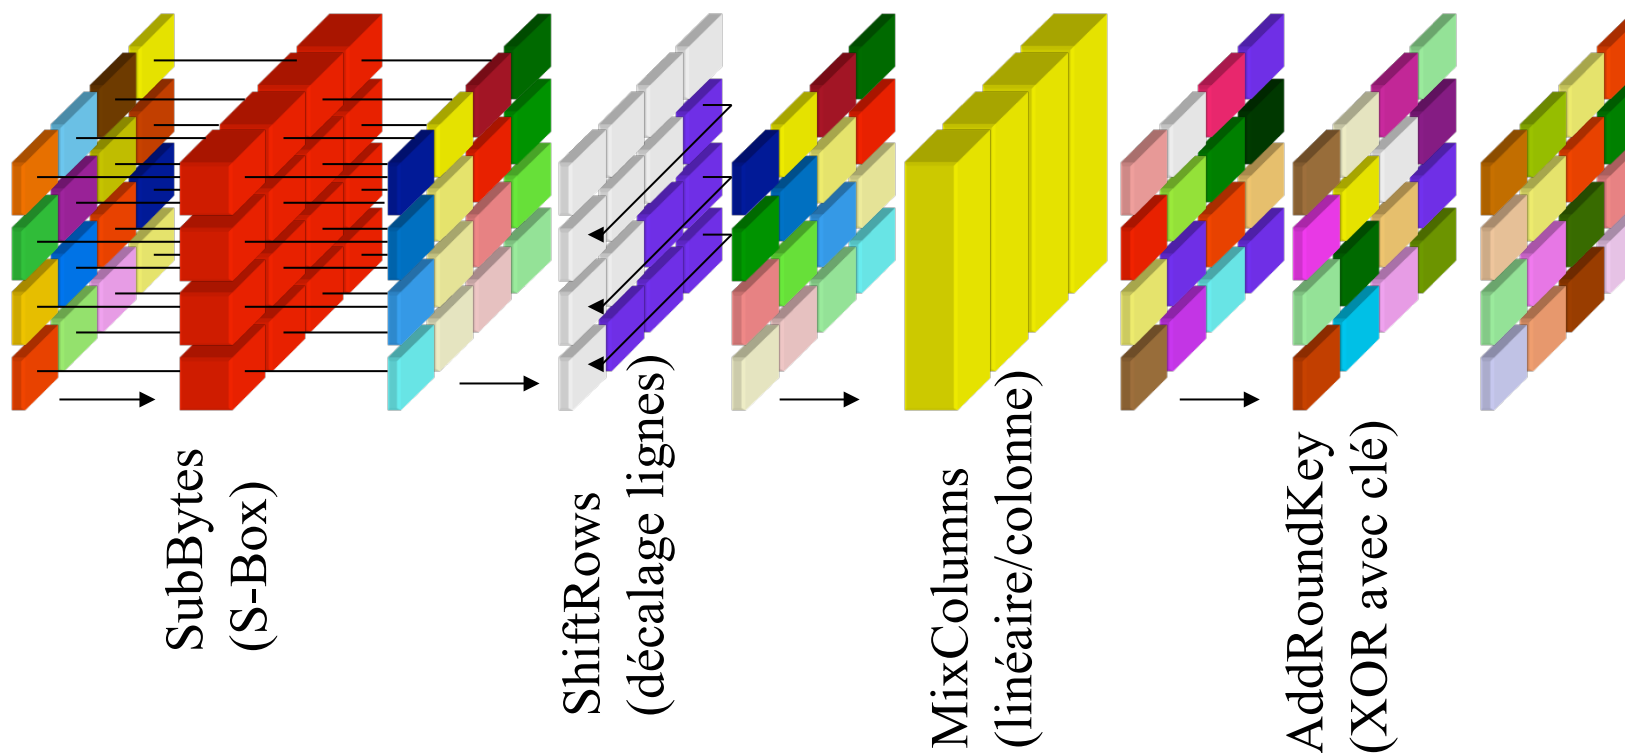 SubBytes
(S-Box)
ShiftRows
(décalage lignes)
MixColumns
(linéaire/colonne)
AddRoundKey
(XOR avec clé)